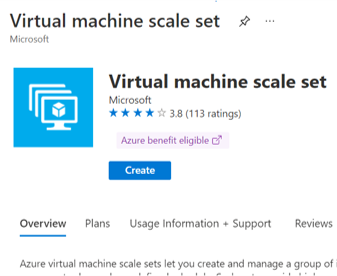 Virtual machine scale set
Microsoft
Virtual machine scale set
Microsoft
3.8 (113 ratings)
Azure benefit eligible
Create
Overview Plans Usage Information + Support Reviews
Azure virtual machine scale sets let you create and manage a group of